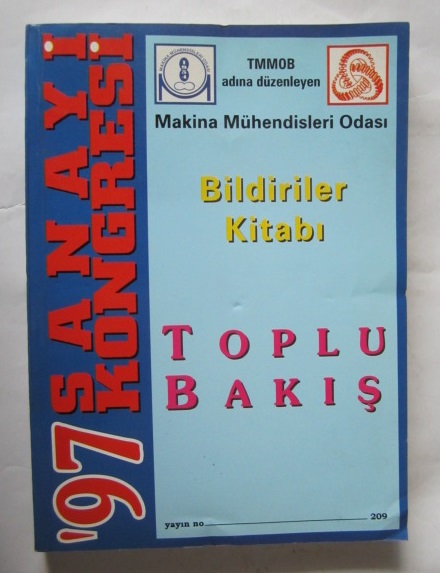 '97 SANAYİ
KONGRESİ
TMMOB
adına düzenleyen
Makina Mühendisleri Odası
Bildiriler
Kitabı
TOPLU
BAKIŞ
yayın no 209